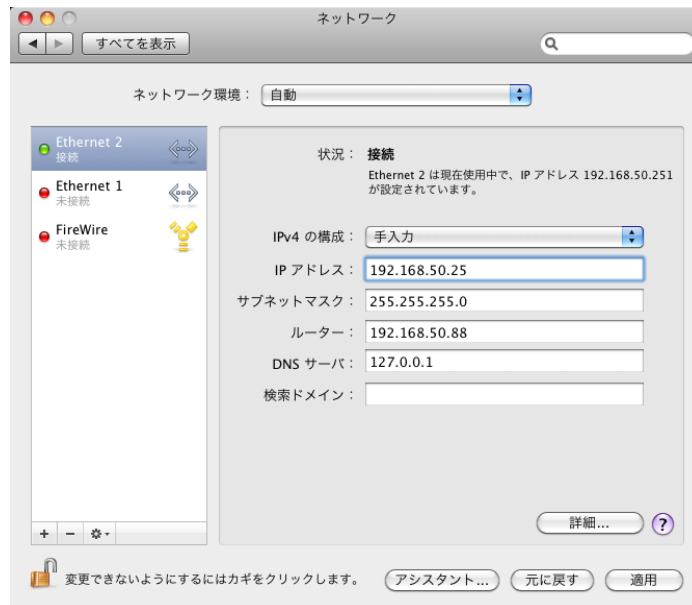 ネットワーク
すべてを表示
ネットワーク環境： 自動
Ethernet 2
接続
Ethernet 1
未接続
FireWire
未接続
状況： 接続
Ethernet 2 は現在使用中で、IP アドレス 192.168.50.251
が設定されています。
IPv4 の構成： 手入力
IP アドレス： 192.168.50.25
サブネットマスク： 255.255.255.0
ルーター： 192.168.50.88
DNS サーバ： 127.0.0.1
検索ドメイン：
詳細... ?
+ −
変更できないようにするにはカギをクリックします。 アシスタント... 元に戻す 適用